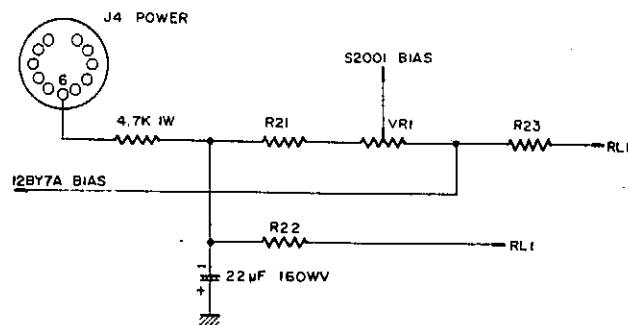 J4 POWER
6
S2001 BIAS
4.7K 1W
R21
VR1
R23
RL1
12BY7A BIAS
R22
RL1
-
+
22μF 160WV